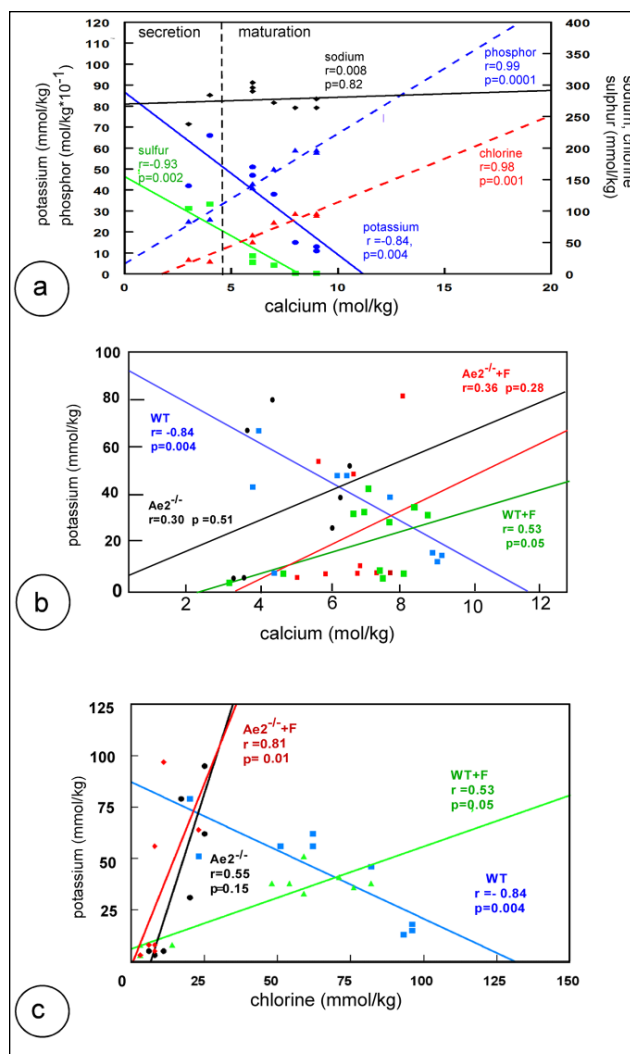 secretion
maturation
sodium
r=0.008
p=0.82
phosphor
r=0.99
p=0.0001
sulfur
r=-0.93
p=0.002
chlorine
r=0.98
p=0.001
potassium
r =-0.84,
p=0.004
potassium (mmol/kg)
phosphor (mol/kg*10⁻¹)
sodium, chlorine
sulphur (mmol/kg)
120
110
100
90
80
70
60
50
40
30
20
10
0
400
350
300
250
200
150
100
50
0
0
5
10
15
20
calcium (mol/kg)
a
Ae2⁻/⁻+F
r=0.36 p=0.28
WT
r= -0.84
p=0.004
Ae2⁻/⁻
r=0.30 p =0.51
WT+F
r= 0.53
p=0.05
potassium (mmol/kg)
100
80
60
40
20
0
2
4
6
8
10
12
calcium (mol/kg)
b
Ae2⁻/⁻+F
r =0.81
p= 0.01
WT+F
r =0.53
p=0.05
Ae2⁻/⁻
r=0.55
p=0.15
WT
r =- 0.84
p=0.004
potassium (mmol/kg)
125
100
75
50
25
0
25
50
75
100
125
150
chlorine (mmol/kg)
c